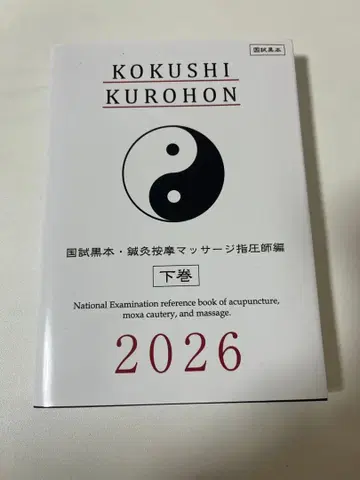 国試黒本
KOKUSHI
KUROHON
国試黒本・鍼灸按摩マッサージ指圧師編
下巻
National Examination reference book of acupuncture,
moxa cautery, and massage.
2026